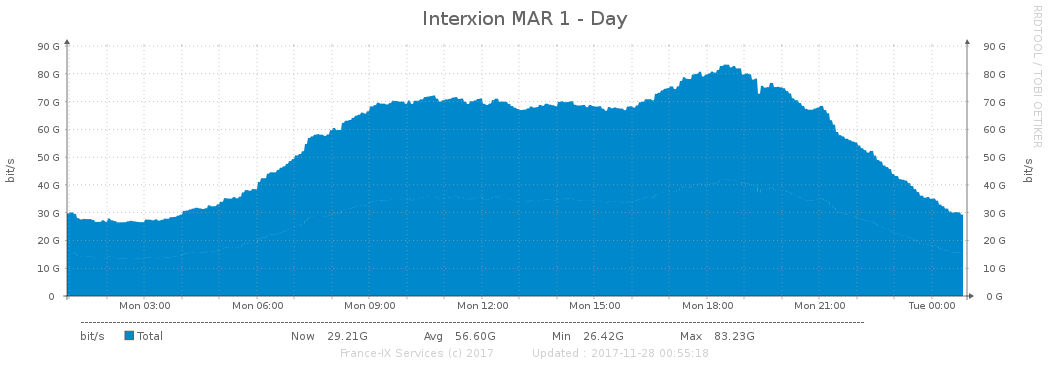 Interxion MAR 1 - Day
RRDTOOL / TOBI OETIKER
90 G 90 G
80 G 80 G
70 G 70 G
60 G 60 G
50 G 50 G
40 G 40 G
30 G 30 G
20 G 20 G
10 G 10 G
0 0 G
bit/s bit/s
Mon 03:00 Mon 06:00 Mon 09:00 Mon 12:00 Mon 15:00 Mon 18:00 Mon 21:00 Tue 00:00
bit/s Total Now 29.21G Avg 56.60G Min 26.42G Max 83.23G
France-IX Services (c) 2017 Updated : 2017-11-28 00:55:18